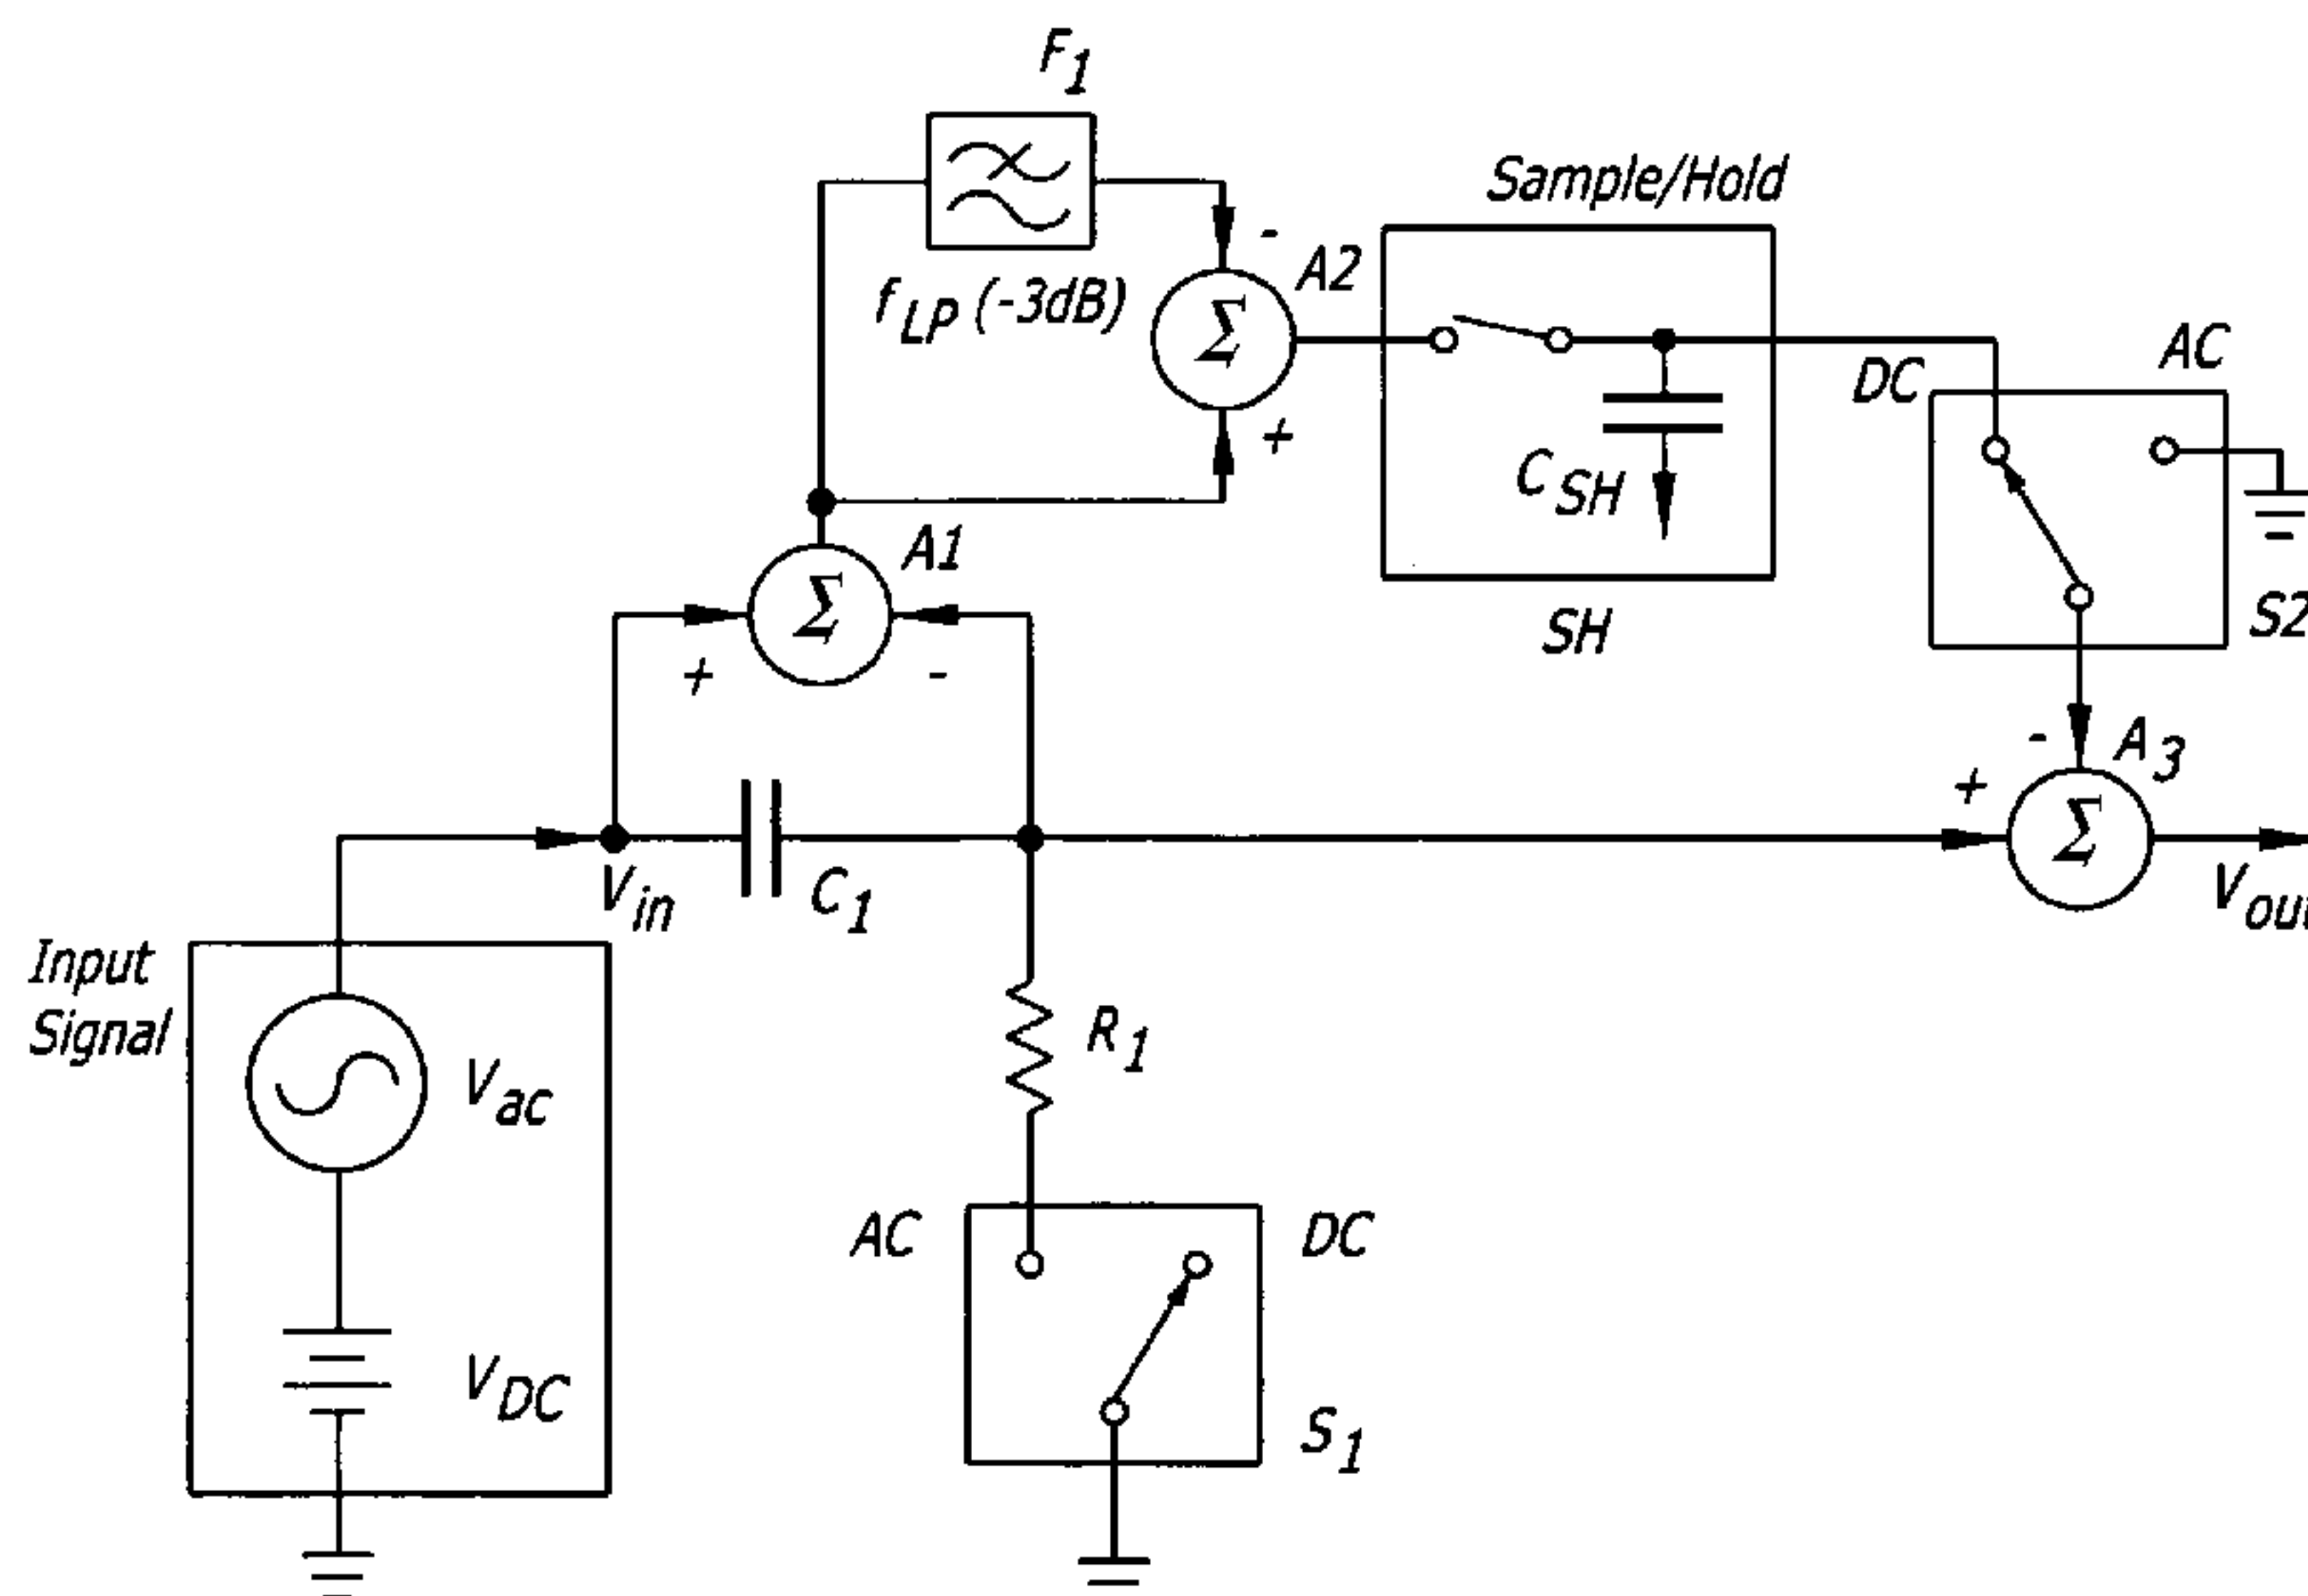 F1
fLP (-3dB)
-
A2
Σ
+
Sample/Hold
CSH
SH
DC
AC
S2
A1
Σ
+
-
-
A3
+
Σ
Vout
Vin
C1
Input
Signal
Vac
VDC
R1
AC
DC
S1